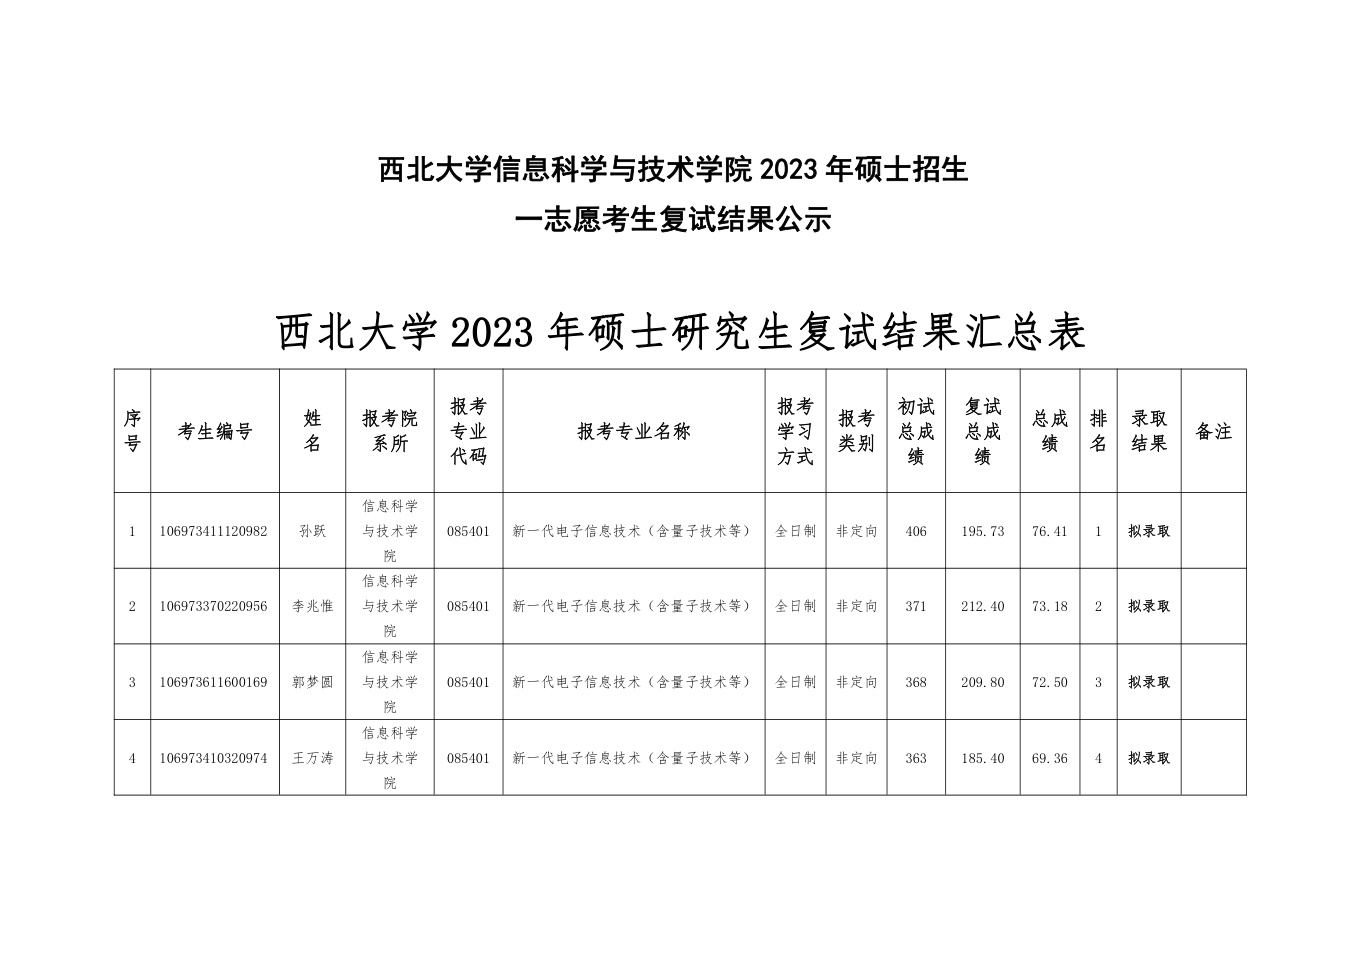 西北大学信息科学与技术学院 2023 年硕士招生
一志愿考生复试结果公示
西北大学 2023 年硕士研究生复试结果汇总表
序号 考生编号 姓名 报考院系所 报考专业代码 报考专业名称 报考学习方式 报考类别 初试总成绩 复试总成绩 总成绩 排名 录取结果 备注
1 106973411120982 孙跃 信息科学与技术学院 085401 新一代电子信息技术（含量子技术等） 全日制 非定向 406 195.73 76.41 1 拟录取
2 106973370220956 李兆惟 信息科学与技术学院 085401 新一代电子信息技术（含量子技术等） 全日制 非定向 371 212.40 73.18 2 拟录取
3 106973611600169 郭梦圆 信息科学与技术学院 085401 新一代电子信息技术（含量子技术等） 全日制 非定向 368 209.80 72.50 3 拟录取
4 106973410320974 王万涛 信息科学与技术学院 085401 新一代电子信息技术（含量子技术等） 全日制 非定向 363 185.40 69.36 4 拟录取